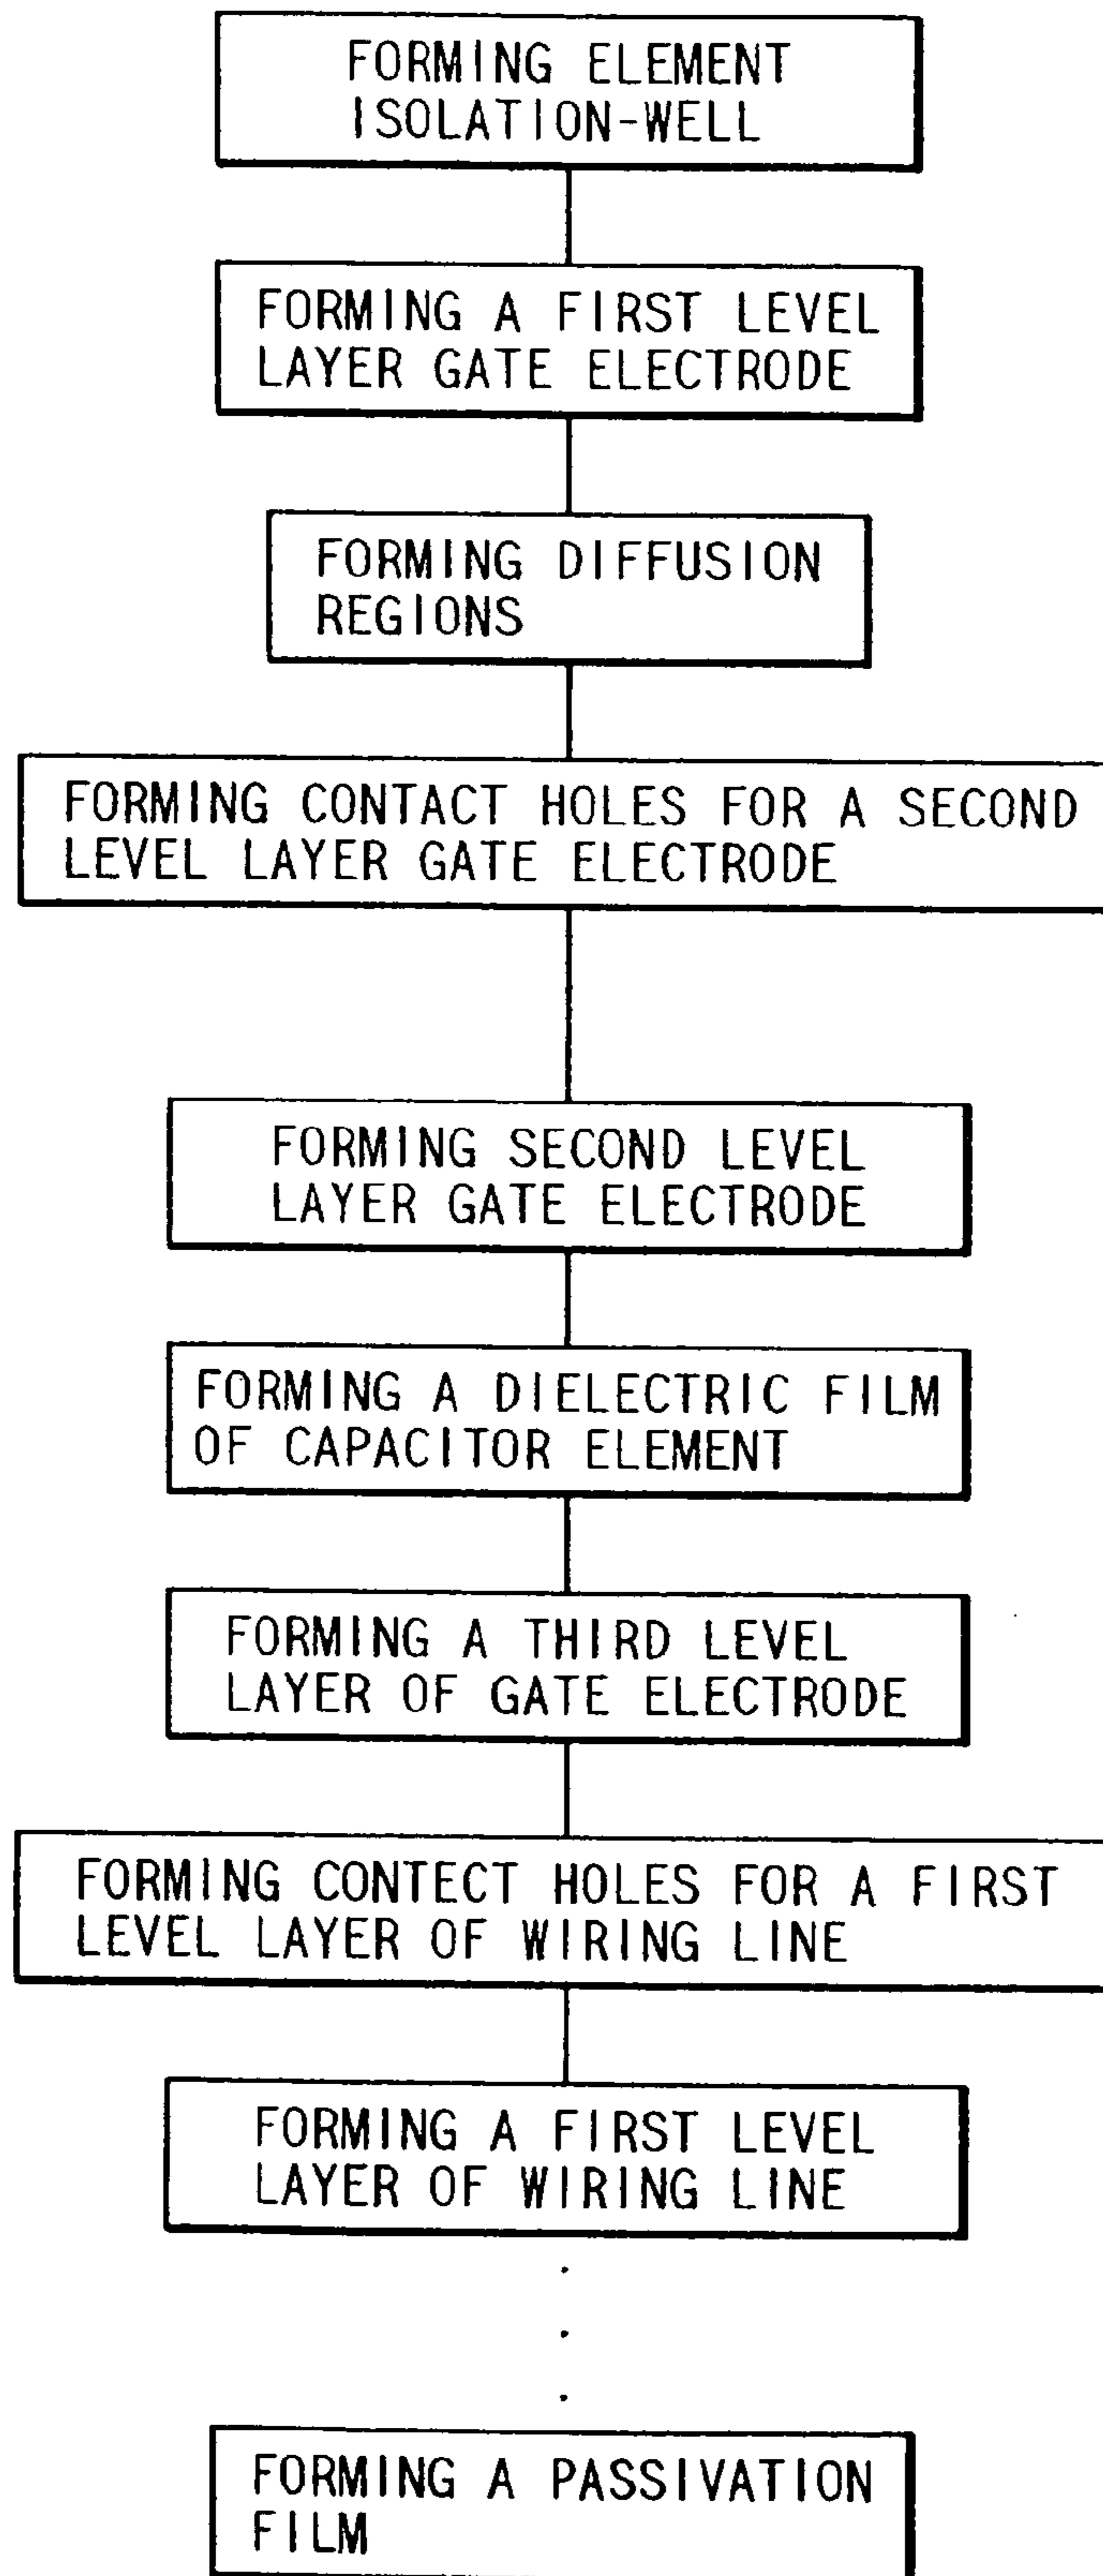 FORMING ELEMENT
ISOLATION-WELL
FORMING A FIRST LEVEL
LAYER GATE ELECTRODE
FORMING DIFFUSION
REGIONS
FORMING CONTACT HOLES FOR A SECOND
LEVEL LAYER GATE ELECTRODE
FORMING SECOND LEVEL
LAYER GATE ELECTRODE
FORMING A DIELECTRIC FILM
OF CAPACITOR ELEMENT
FORMING A THIRD LEVEL
LAYER OF GATE ELECTRODE
FORMING CONTECT HOLES FOR A FIRST
LEVEL LAYER OF WIRING LINE
FORMING A FIRST LEVEL
LAYER OF WIRING LINE
FORMING A PASSIVATION
FILM